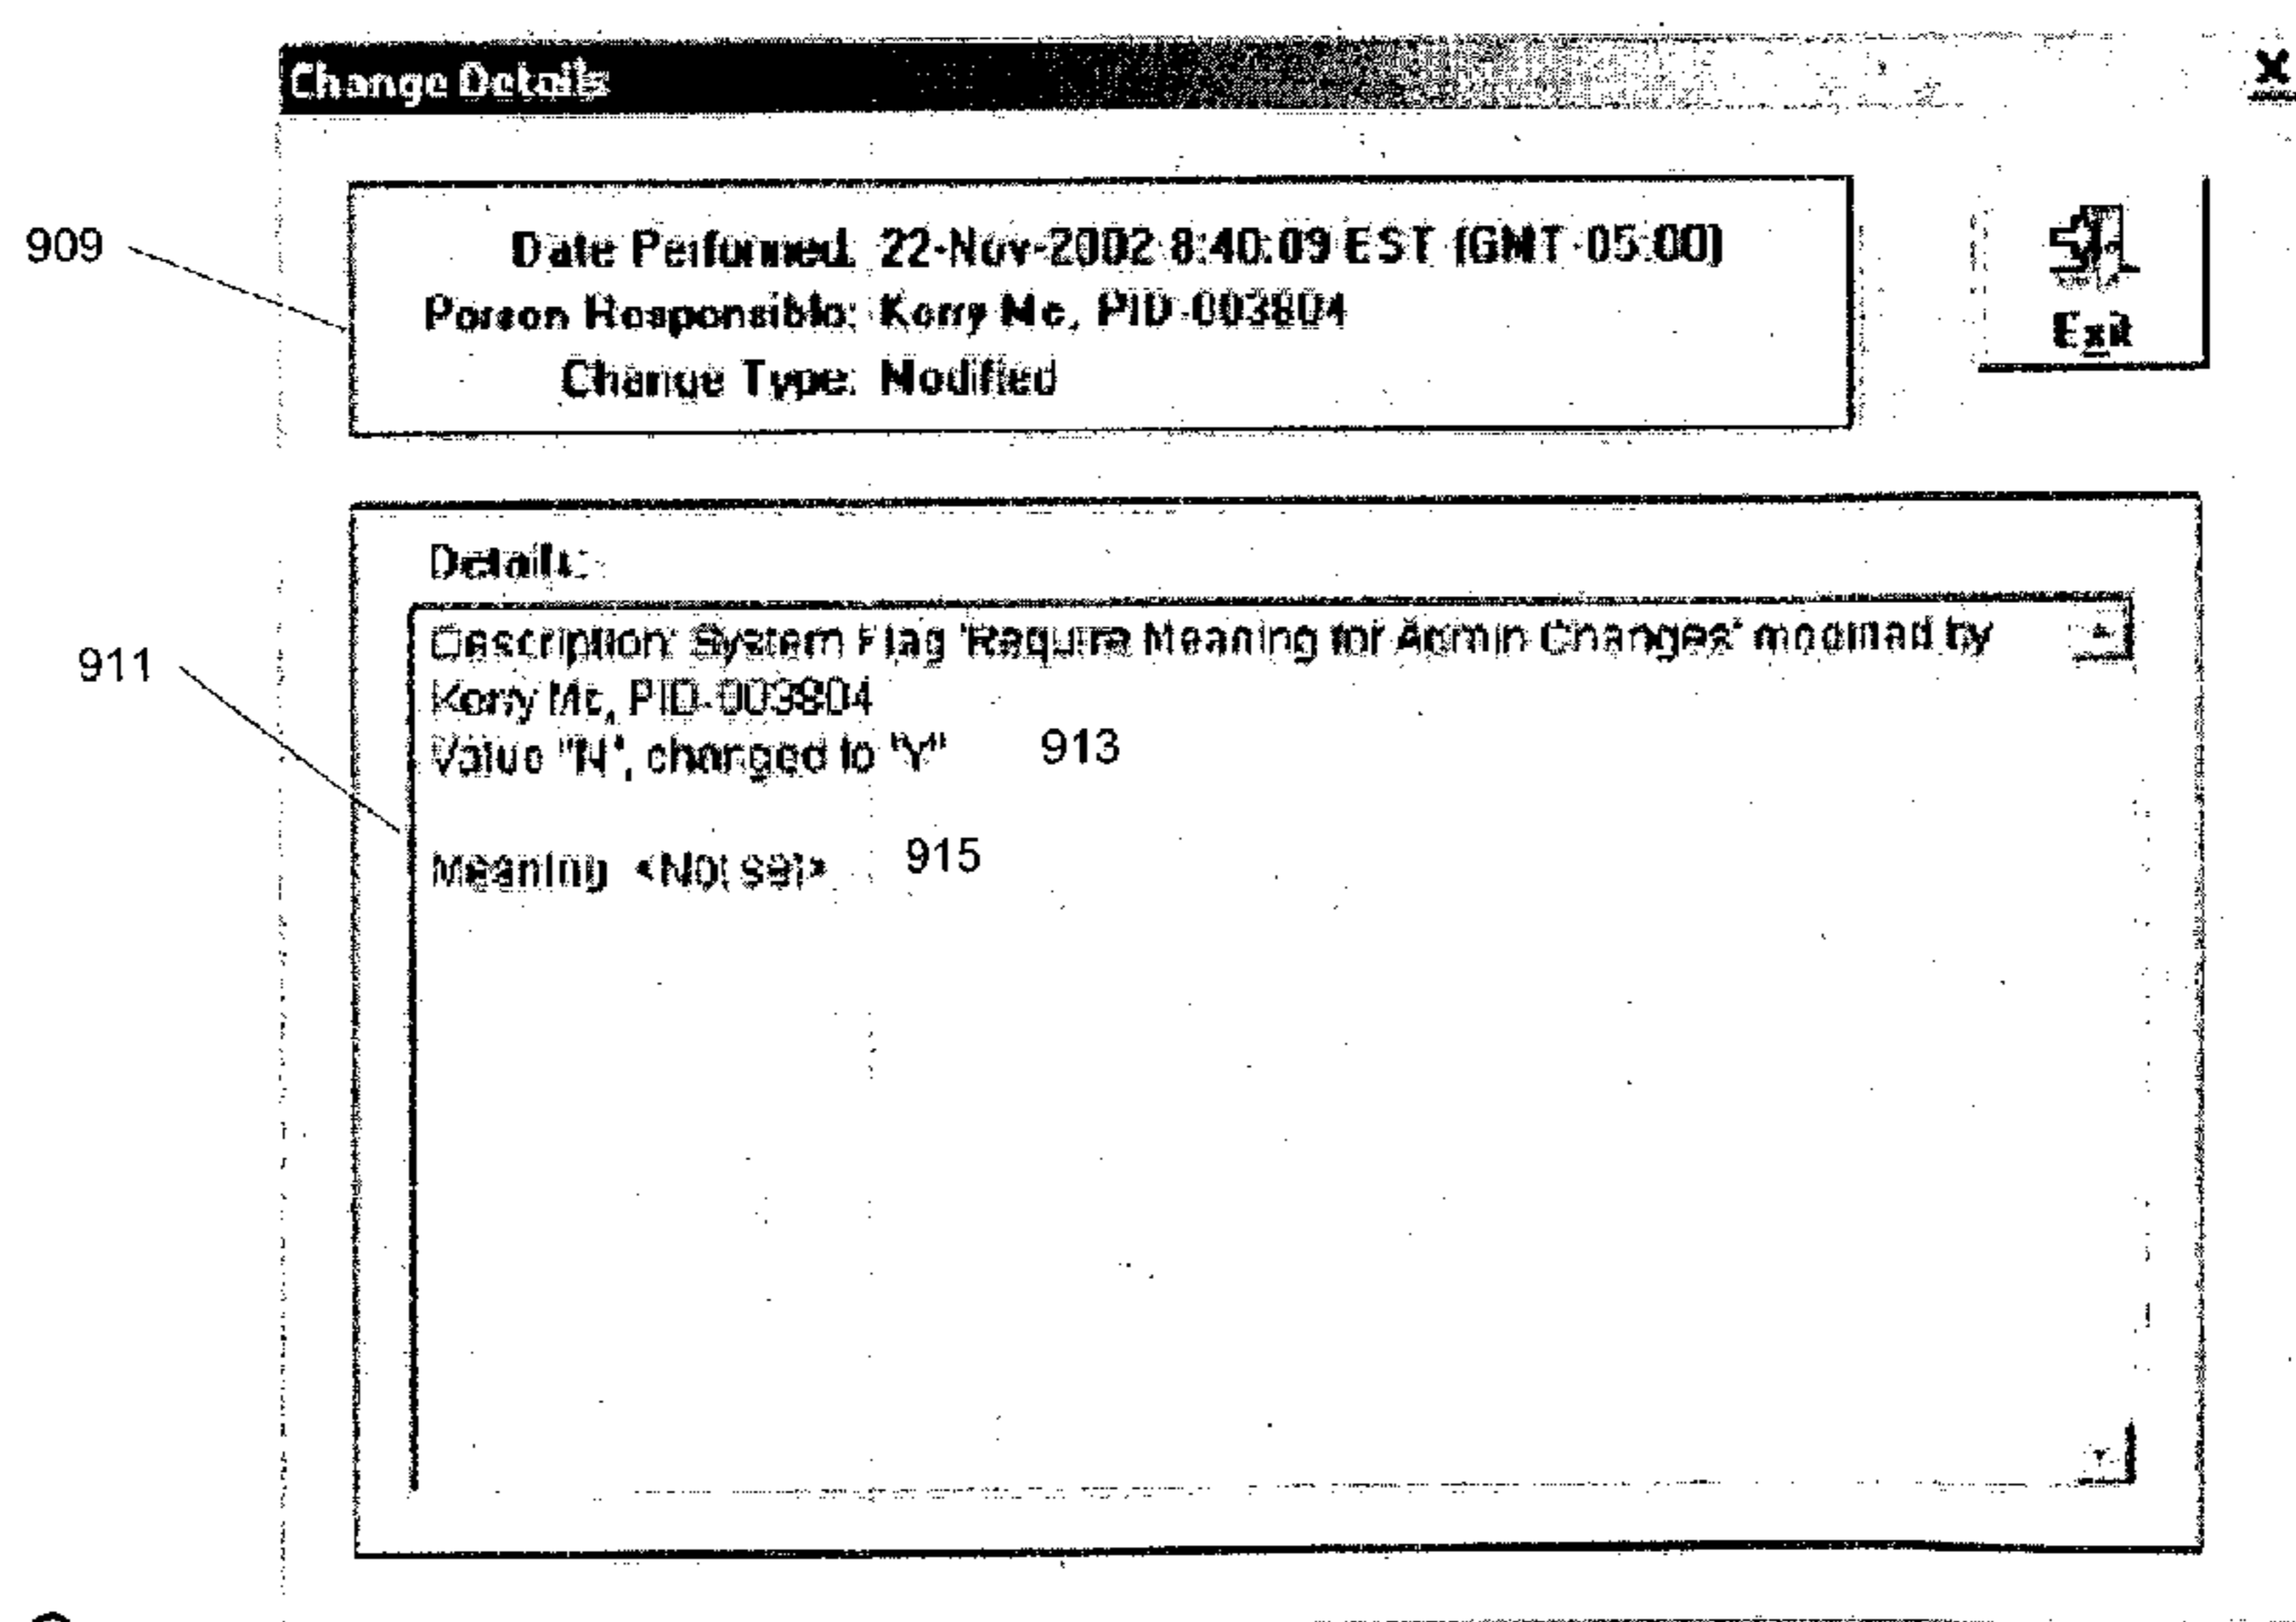 Change Details
909
Date Performed: 22-Nov-2002 8:40:09 EST (GMT-05:00)
Person Responsible: Kerry Mc, PID-003804
Change Type: Modified
Exit
Details:
911
Description: System Flag 'Require Meaning for Admin Changes' modified by
Kerry Mc, PID-003804
Value "N", changed to "Y" 913
Meaning <Not set> 915